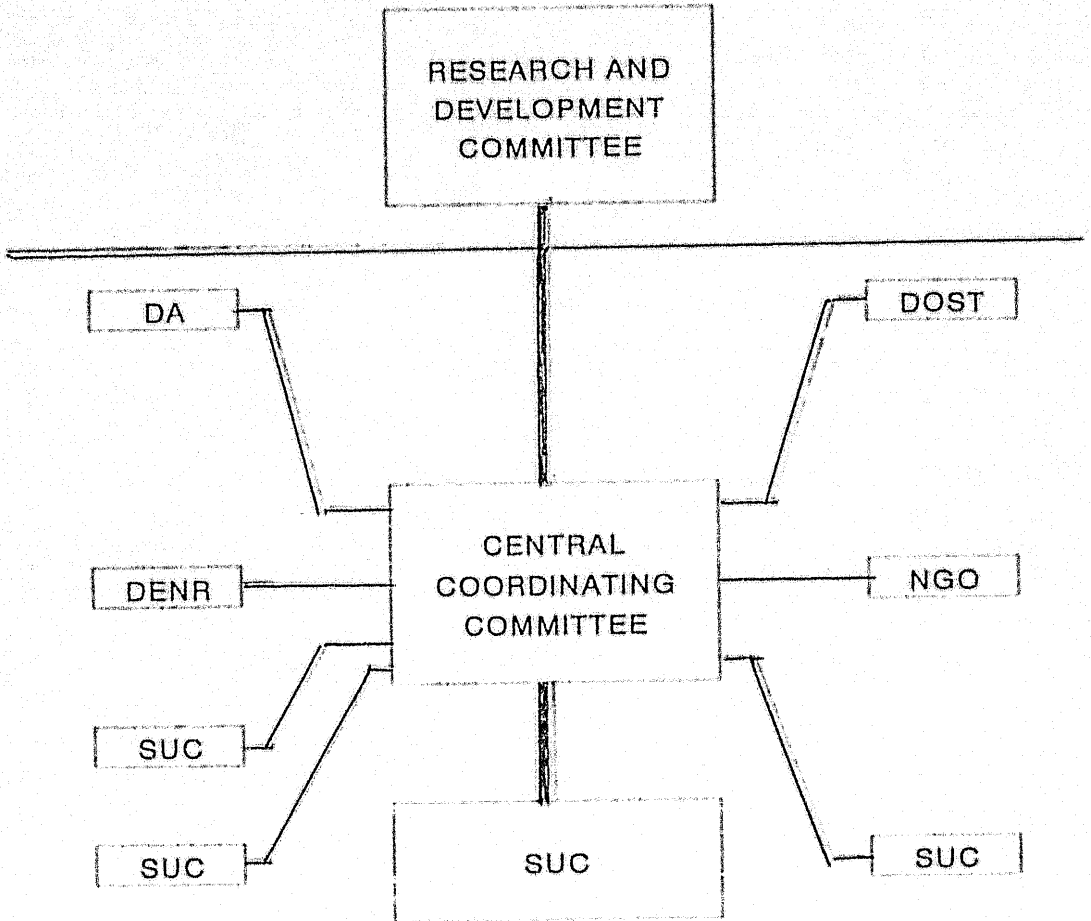 RESEARCH AND
DEVELOPMENT
COMMITTEE
DA
DOST
CENTRAL
COORDINATING
COMMITTEE
DENR
NGO
SUC
SUC
SUC
SUC